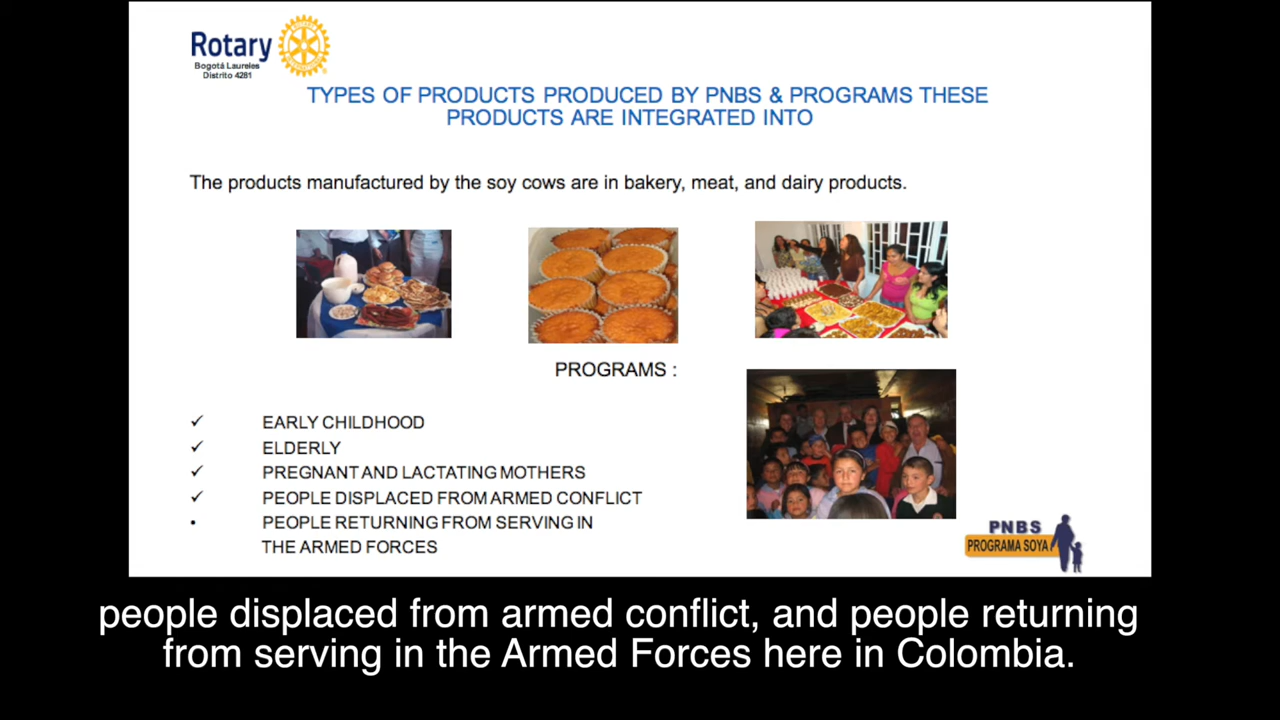 Rotary
Bogotá Laureles
Distrito 4281
TYPES OF PRODUCTS PRODUCED BY PNBS & PROGRAMS THESE
PRODUCTS ARE INTEGRATED INTO
The products manufactured by the soy cows are in bakery, meat, and dairy products.
PROGRAMS :
✓ EARLY CHILDHOOD
✓ ELDERLY
✓ PREGNANT AND LACTATING MOTHERS
✓ PEOPLE DISPLACED FROM ARMED CONFLICT
• PEOPLE RETURNING FROM SERVING IN
THE ARMED FORCES
PNBS
PROGRAMA SOYA
people displaced from armed conflict, and people returning
from serving in the Armed Forces here in Colombia.